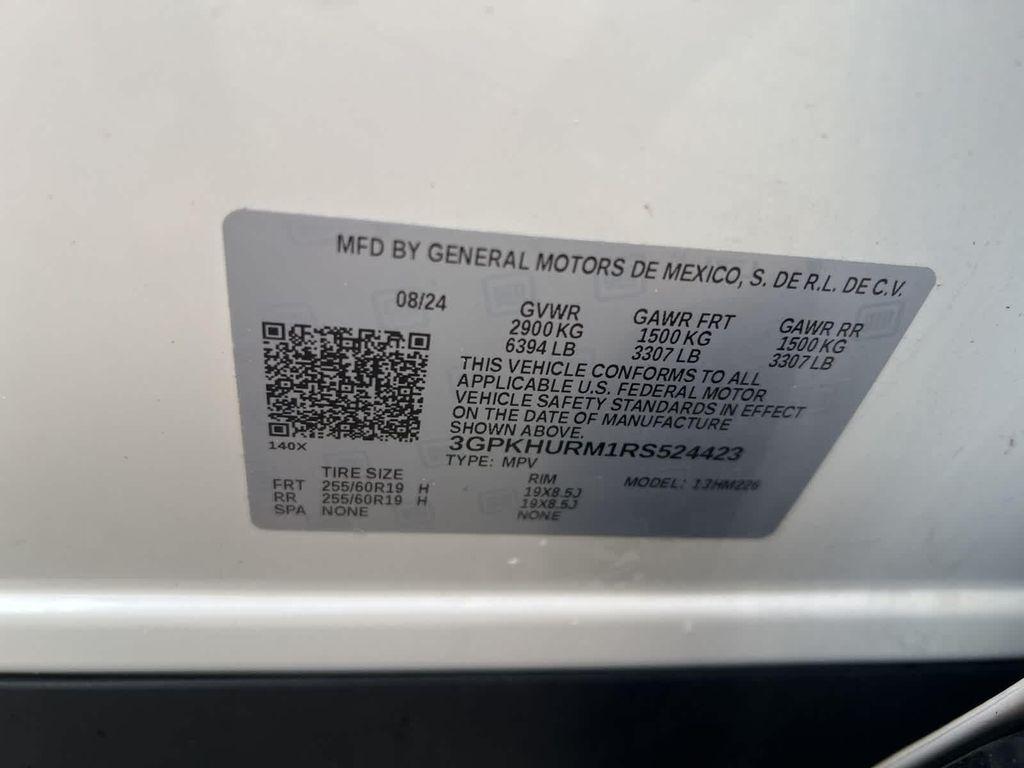 MFD BY GENERAL MOTORS DE MEXICO, S. DE R.L. DE C.V.
08/24
GVWR GAWR FRT GAWR RR
2900 KG 1500 KG 1500 KG
6394 LB 3307 LB 3307 LB
THIS VEHICLE CONFORMS TO ALL
APPLICABLE U.S. FEDERAL MOTOR
VEHICLE SAFETY STANDARDS IN EFFECT
ON THE DATE OF MANUFACTURE
SHOWN ABOVE.
140X
3GPKHURM1RS524423
TYPE: MPV
TIRE SIZE RIM MODEL: 13HM226
FRT 255/60R19 H 19X8.5J
RR 255/60R19 H 19X8.5J
SPA NONE NONE